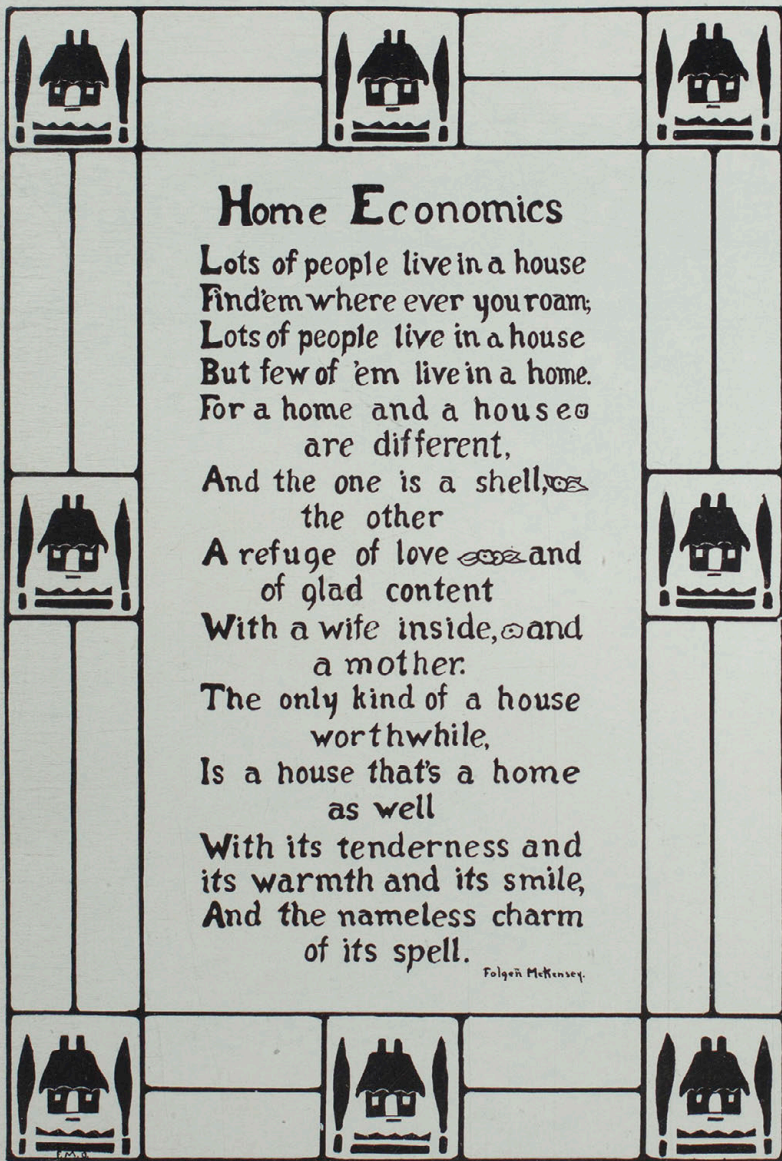 Home Economics
Lots of people live in a house
Find'em where ever you roam;
Lots of people live in a house
But few of 'em live in a home.
For a home and a house
are different,
And the one is a shell,
the other
A refuge of love and
of glad content
With a wife inside, and
a mother.
The only kind of a house
worthwhile,
Is a house that's a home
as well
With its tenderness and
its warmth and its smile,
And the nameless charm
of its spell.
McKensey.